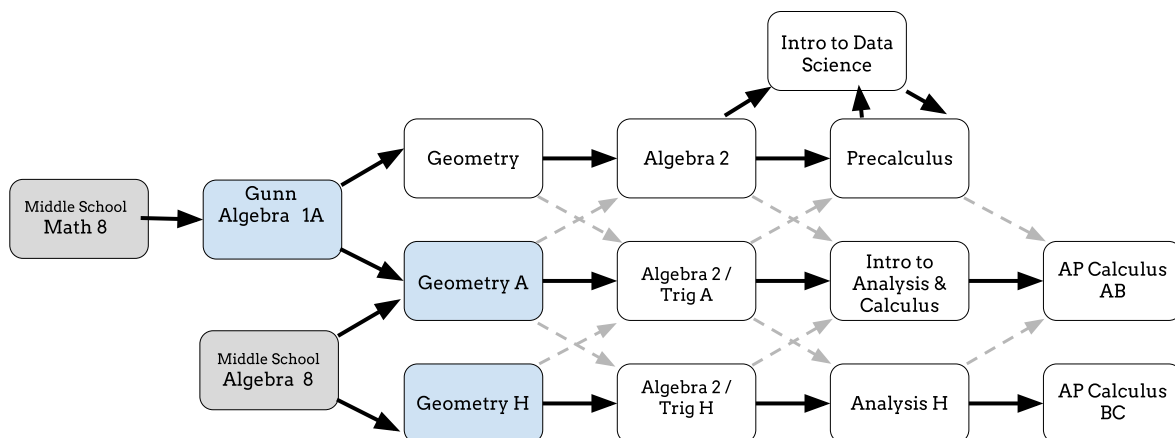 Intro to Data
Science
Geometry
Algebra 2
Precalculus
Middle School
Math 8
Gunn
Algebra 1A
Geometry A
Algebra 2 /
Trig A
Intro to
Analysis &
Calculus
AP Calculus
AB
Middle School
Algebra 8
Geometry H
Algebra 2 /
Trig H
Analysis H
AP Calculus
BC